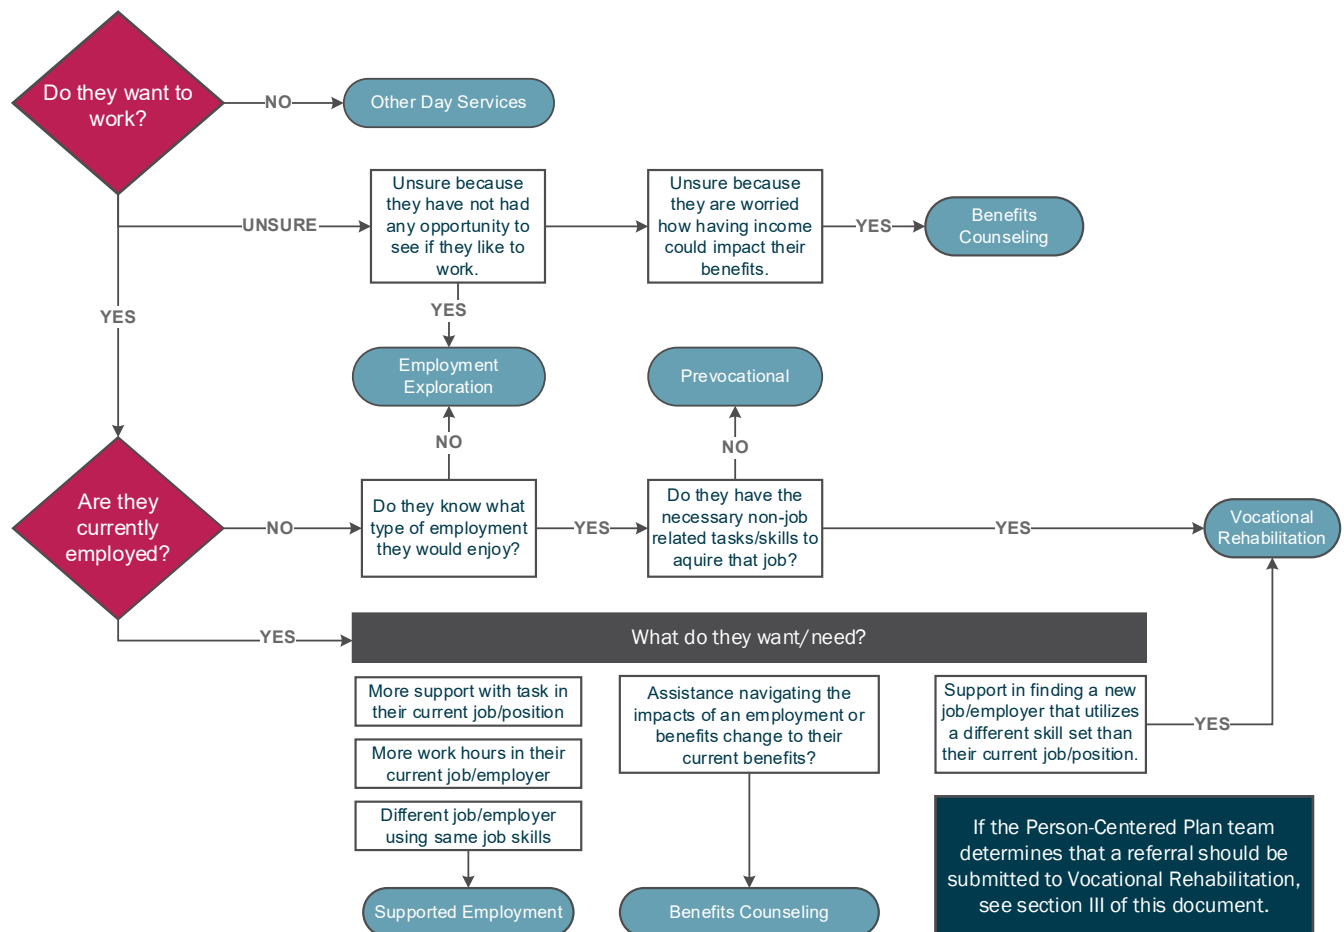 Do they want to
work?
NO
Other Day Services
UNSURE
Unsure because
they have not had
any opportunity to
see if they like to
work.
Unsure because
they are worried
how having income
could impact their
benefits.
YES
Benefits
Counseling
YES
YES
Employment
Exploration
Prevocational
NO
NO
Are they
currently
employed?
NO
Do they know what
type of employment
they would enjoy?
YES
Do they have the
necessary non-job
related tasks/skills to
aquire that job?
YES
Vocational
Rehabilitation
YES
What do they want/need?
More support with task in
their current job/position
More work hours in their
current job/employer
Different job/employer
using same job skills
Assistance navigating the
impacts of an employment or
benefits change to their
current benefits?
Support in finding a new
job/employer that utilizes
a different skill set than
their current job/position.
YES
Supported Employment
Benefits Counseling
If the Person-Centered Plan team
determines that a referral should be
submitted to Vocational Rehabilitation,
see section III of this document.